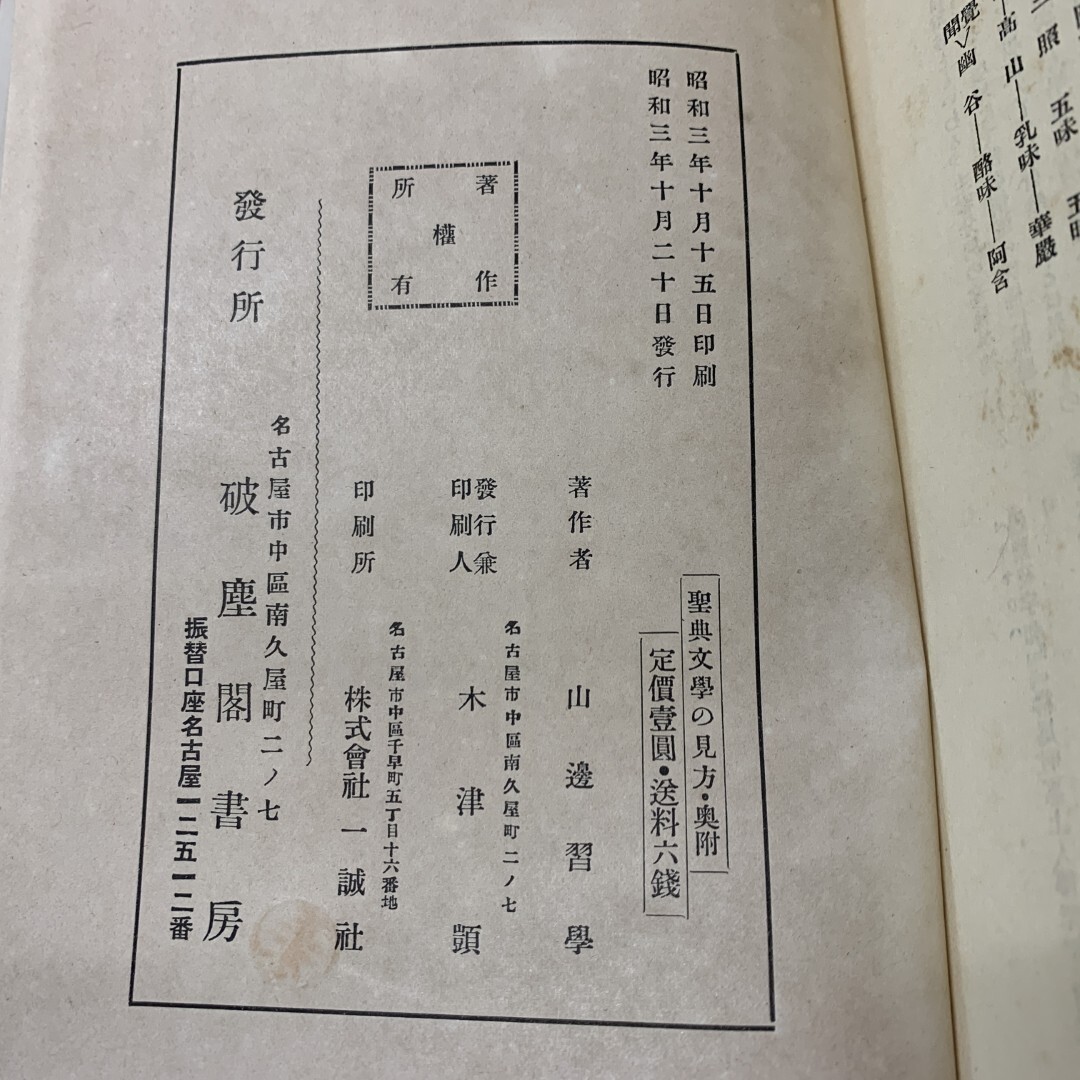 昭和三年十月十五日印刷
昭和三年十月二十日發行
著作
權
所有
聖典文學の見方・奥附
定價壹圓・送料六錢
著作者
山邊習學
發行兼
印刷人
名古屋市中區南久屋町二ノ七
木津顗
印刷所
名古屋市中區千早町五丁目十六番地
株式會社一誠社
發行所
名古屋市中區南久屋町二ノ七
破塵閣書房
振替口座名古屋一二五一二番
照 五味
高山―乳味―華嚴
幽谷―酪味―阿含